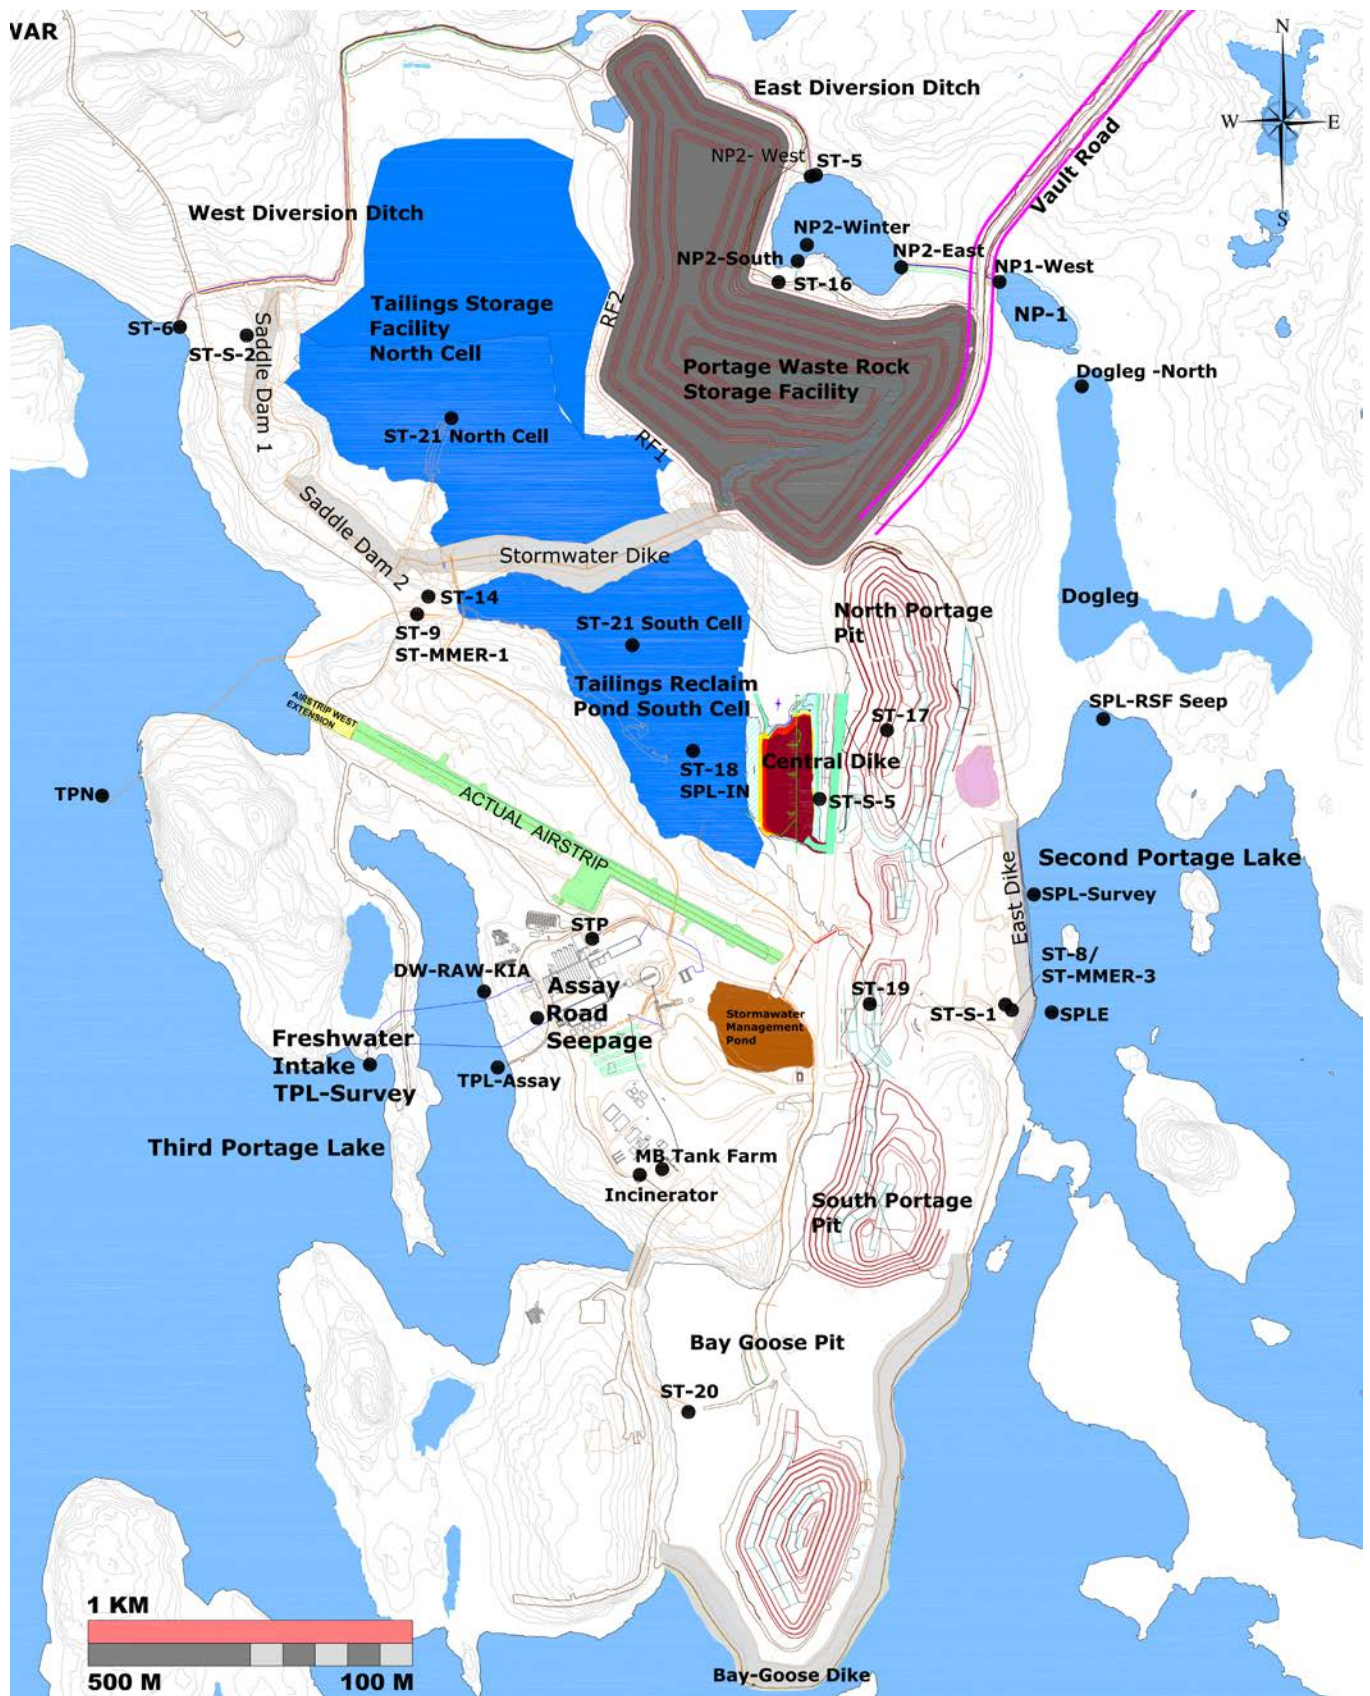 VAR
N
W
E
S
East Diversion Ditch
Vault Road
NP2- West
ST-5
West Diversion Ditch
NP2-Winter
NP2-East
NP2-South
NP1-West
ST-16
Tailings Storage
Facility
North Cell
RF2
NP-1
ST-6
ST-S-2
Saddle Dam 1
Portage Waste Rock
Storage Facility
Dogleg -North
ST-21 North Cell
RF1
Saddle Dam 2
Stormwater Dike
ST-14
North Portage
Pit
Dogleg
ST-9
ST-MMER-1
ST-21 South Cell
Tailings Reclaim
Pond South Cell
AIRSTRIP WEST
EXTENSION
SPL-RSF Seep
ST-17
ST-18
SPL-IN
Central Dike
TPN
ST-S-5
ACTUAL AIRSTRIP
East Dike
Second Portage Lake
SPL-Survey
STP
ST-8/
ST-MMER-3
DW-RAW-KIA
Assay
Road
Seepage
ST-19
ST-S-1
SPLE
Stormawater
Management
Pond
Freshwater
Intake
TPL-Survey
TPL-Assay
Third Portage Lake
MB Tank Farm
Incinerator
South Portage
Pit
Bay Goose Pit
ST-20
1 KM
500 M
100 M
Bay-Goose Dike